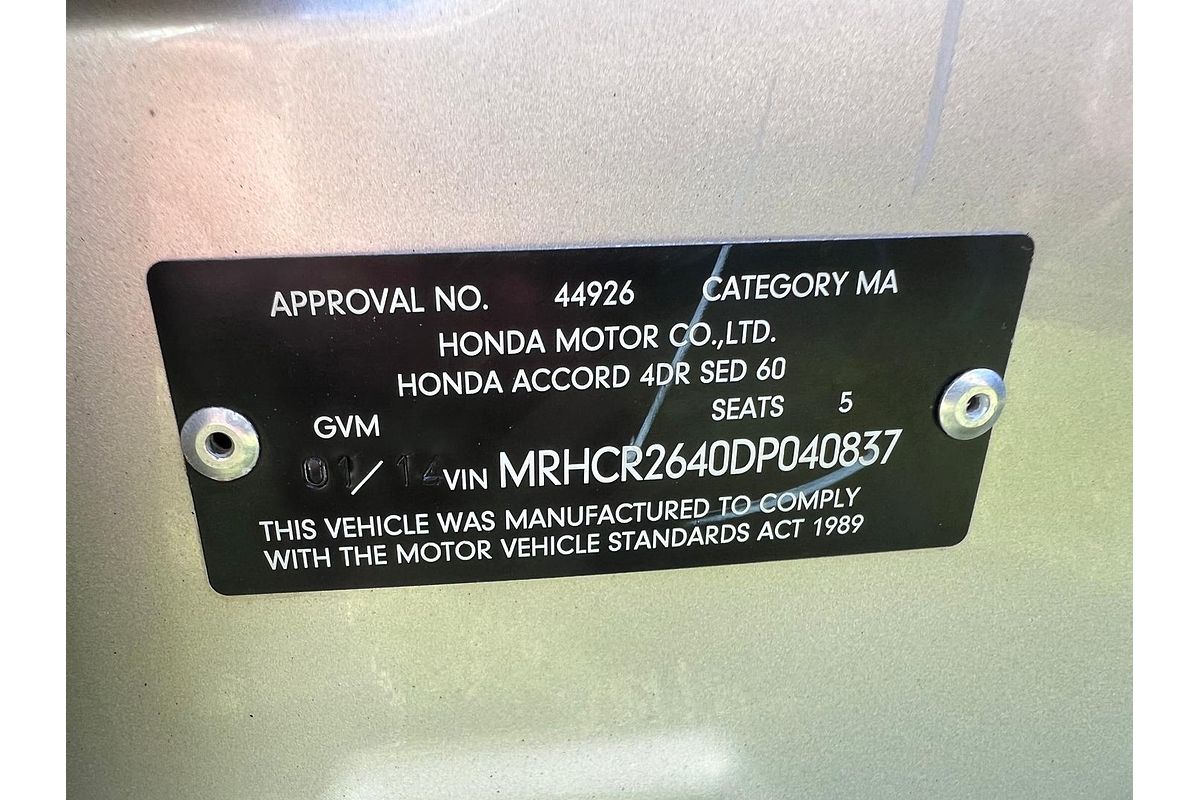 APPROVAL NO. 44926 CATEGORY MA
HONDA MOTOR CO.,LTD.
HONDA ACCORD 4DR SED 60
SEATS 5
GVM
01/14 VIN MRHCR2640DP040837
THIS VEHICLE WAS MANUFACTURED TO COMPLY
WITH THE MOTOR VEHICLE STANDARDS ACT 1989